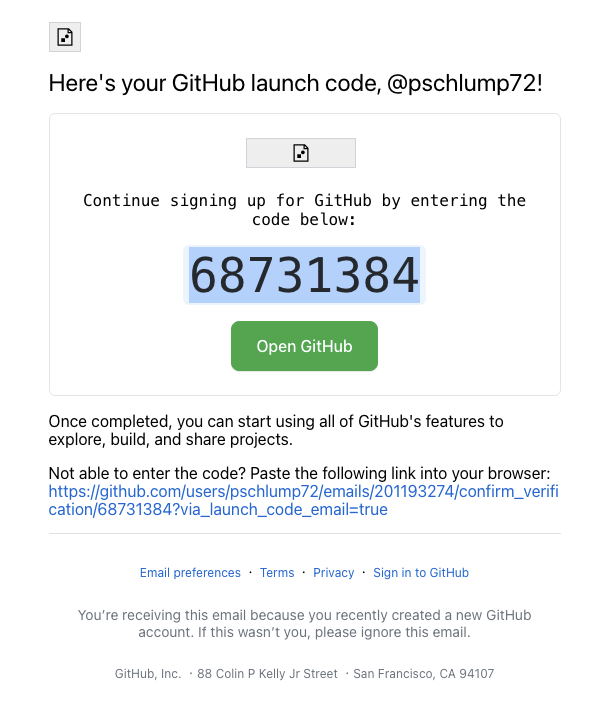 Here's your GitHub launch code, @pschlump72!
Continue signing up for GitHub by entering the
code below:
68731384
Open GitHub
Once completed, you can start using all of GitHub's features to
explore, build, and share projects.
Not able to enter the code? Paste the following link into your browser:
https://github.com/users/pschlump72/emails/201193274/confirm_verifi
cation/68731384?via_launch_code_email=true
Email preferences · Terms · Privacy · Sign in to GitHub
You’re receiving this email because you recently created a new GitHub
account. If this wasn’t you, please ignore this email.
GitHub, Inc. ・88 Colin P Kelly Jr Street ・San Francisco, CA 94107